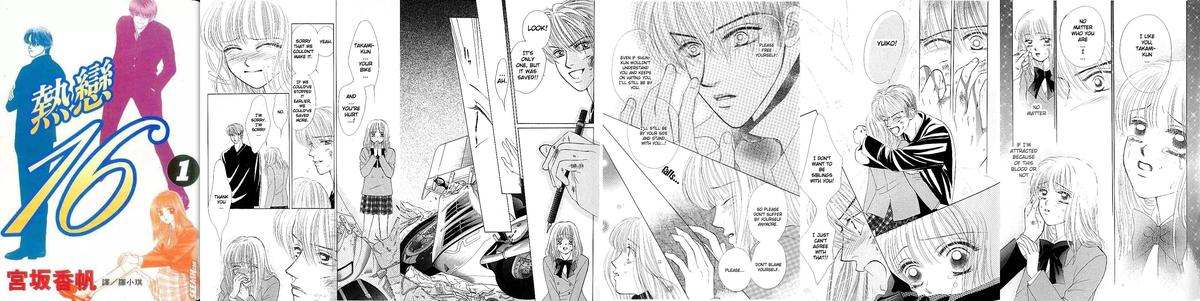 熱戀
16
1
宮坂香帆
譯／羅小琪
YEAH.
SORRY
THAT WE
COULDN'T
MAKE IT.
IF WE
COULD'VE
STOPPED
IT
EARLIER,
WE
COULD'VE
SAVED
MORE.
NO.
I'M
SORRY.
I'M
SORRY
THANK
YOU
LOOK!
IT'S
ONLY
ONE, BUT
IT WAS
SAVED!!
AH.
TAKAMI-
KUN
...
YOUR
BIKE
...
AND
...
YOU'RE
HURT
...!
PLEASE
FREE
YOURSELF!
EVEN IF SHUN-
KUN WOULDN'T
UNDERSTAND
YOU AND KEEPS
ON HATING YOU,
I'LL STILL BE
BY YOU.
I'LL STILL BE
BY YOUR SIDE
AND STAND
WITH YOU...!
falls...
SO PLEASE
DON'T SUFFER
BY YOURSELF
ANYMORE.
DON'T BLAME
YOURSELF.
PLEASE...
YUIKO!
I DON'T
WANT TO
BE
SIBLINGS
WITH YOU!
I JUST
CAN'T
AGREE
WITH
THAT!!
I LIKE
YOU,
TAKAMI-
KUN
...
NO
MATTER
WHO YOU
ARE
...
I
...
NO
MATTER
IF I'M
ATTRACTED
BECAUSE
OF THIS
BLOOD OR
NOT